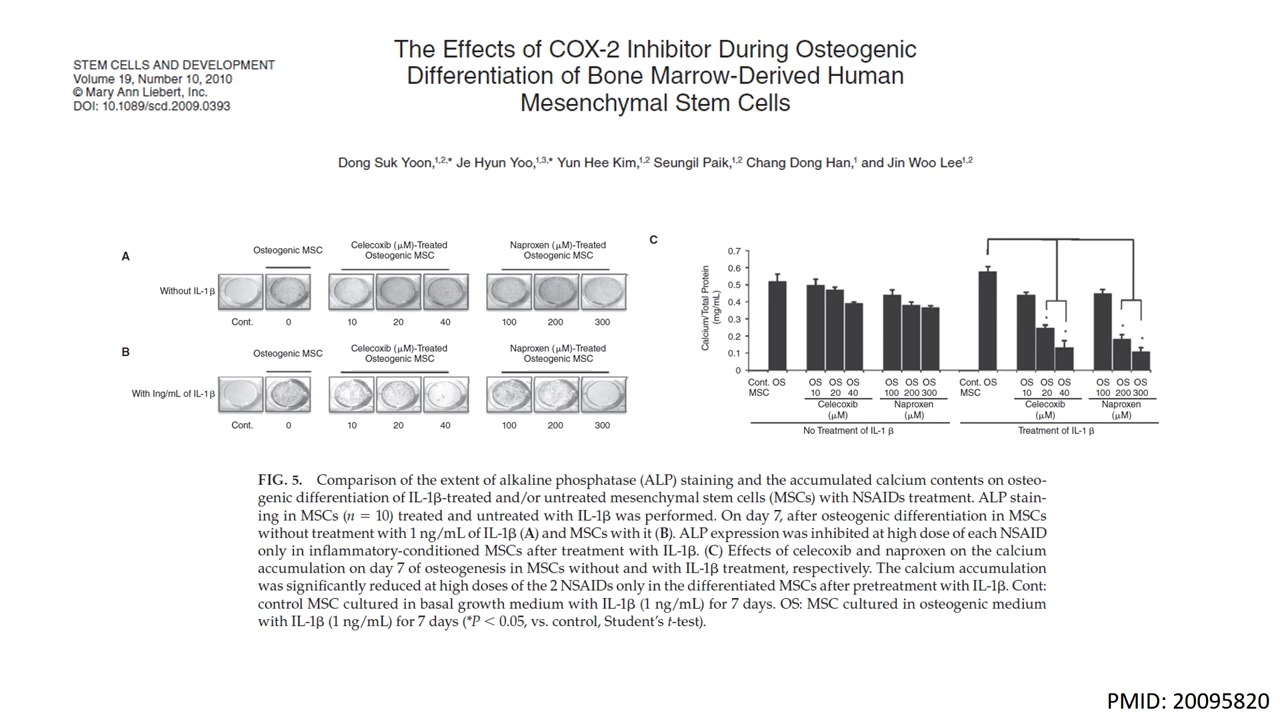 STEM CELLS AND DEVELOPMENT
Volume 19, Number 10, 2010
© Mary Ann Liebert, Inc.
DOI: 10.1089/scd.2009.0393
The Effects of COX-2 Inhibitor During Osteogenic
Differentiation of Bone Marrow-Derived Human
Mesenchymal Stem Cells
Dong Suk Yoon,1,2,* Je Hyun Yoo,1,3,* Yun Hee Kim,1,2 Seungil Paik,1,2 Chang Dong Han,1 and Jin Woo Lee1,2
A
Osteogenic MSC
Celecoxib (μM)-Treated
Osteogenic MSC
Naproxen (μM)-Treated
Osteogenic MSC
Without IL-1β
Cont. 0 10 20 40 100 200 300
B
Osteogenic MSC
Celecoxib (μM)-Treated
Osteogenic MSC
Naproxen (μM)-Treated
Osteogenic MSC
With Ing/mL of IL-1β
Cont. 0 10 20 40 100 200 300
C
Calcium/Total Protein
(mg/mL)
0.7
0.6
0.5
0.4
0.3
0.2
0.1
0
* * * *
Cont. OS OS OS OS OS OS OS Cont. OS OS OS OS OS OS OS
MSC 10 20 40 100 200 300 MSC 10 20 40 100 200 300
Celecoxib Naproxen Celecoxib Naproxen
(μM) (μM) (μM) (μM)
No Treatment of IL-1 β Treatment of IL-1 β
FIG. 5. Comparison of the extent of alkaline phosphatase (ALP) staining and the accumulated calcium contents on osteo-
genic differentiation of IL-1β-treated and/or untreated mesenchymal stem cells (MSCs) with NSAIDs treatment. ALP stain-
ing in MSCs (n = 10) treated and untreated with IL-1β was performed. On day 7, after osteogenic differentiation in MSCs
without treatment with 1 ng/mL of IL-1β (A) and MSCs with it (B). ALP expression was inhibited at high dose of each NSAID
only in inflammatory-conditioned MSCs after treatment with IL-1β. (C) Effects of celecoxib and naproxen on the calcium
accumulation on day 7 of osteogenesis in MSCs without and with IL-1β treatment, respectively. The calcium accumulation
was significantly reduced at high doses of the 2 NSAIDs only in the differentiated MSCs after pretreatment with IL-1β. Cont:
control MSC cultured in basal growth medium with IL-1β (1 ng/mL) for 7 days. OS: MSC cultured in osteogenic medium
with IL-1β (1 ng/mL) for 7 days (*P < 0.05, vs. control, Student's t-test).
PMID: 20095820